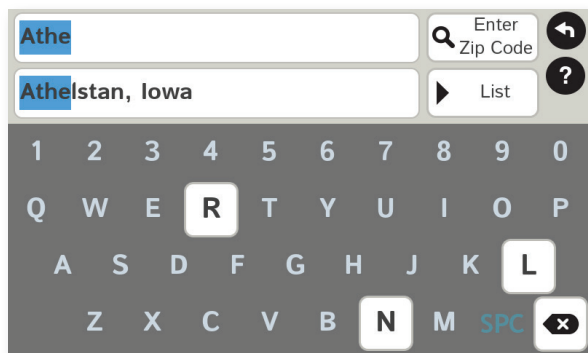 Athe
Enter
Zip Code
?
Athelstan, Iowa
List
1 2 3 4 5 6 7 8 9 0
Q W E R T Y U I O P
A S D F G H J K L
Z X C V B N M SPC